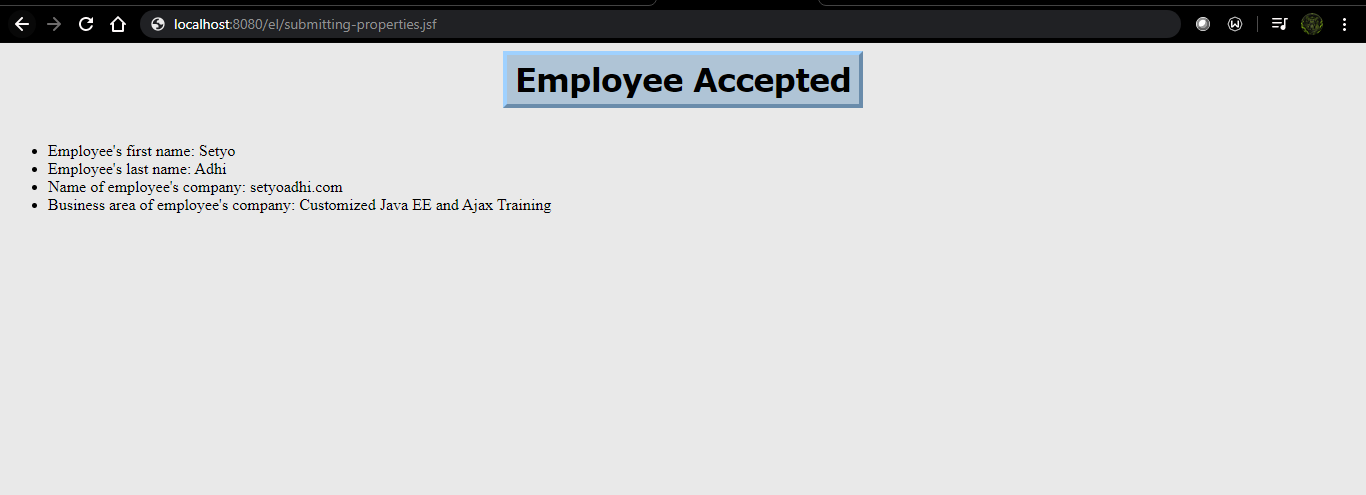 localhost:8080/el/submitting-properties.jsf
Employee Accepted
Employee's first name: Setyo
Employee's last name: Adhi
Name of employee's company: setyoadhi.com
Business area of employee's company: Customized Java EE and Ajax Training